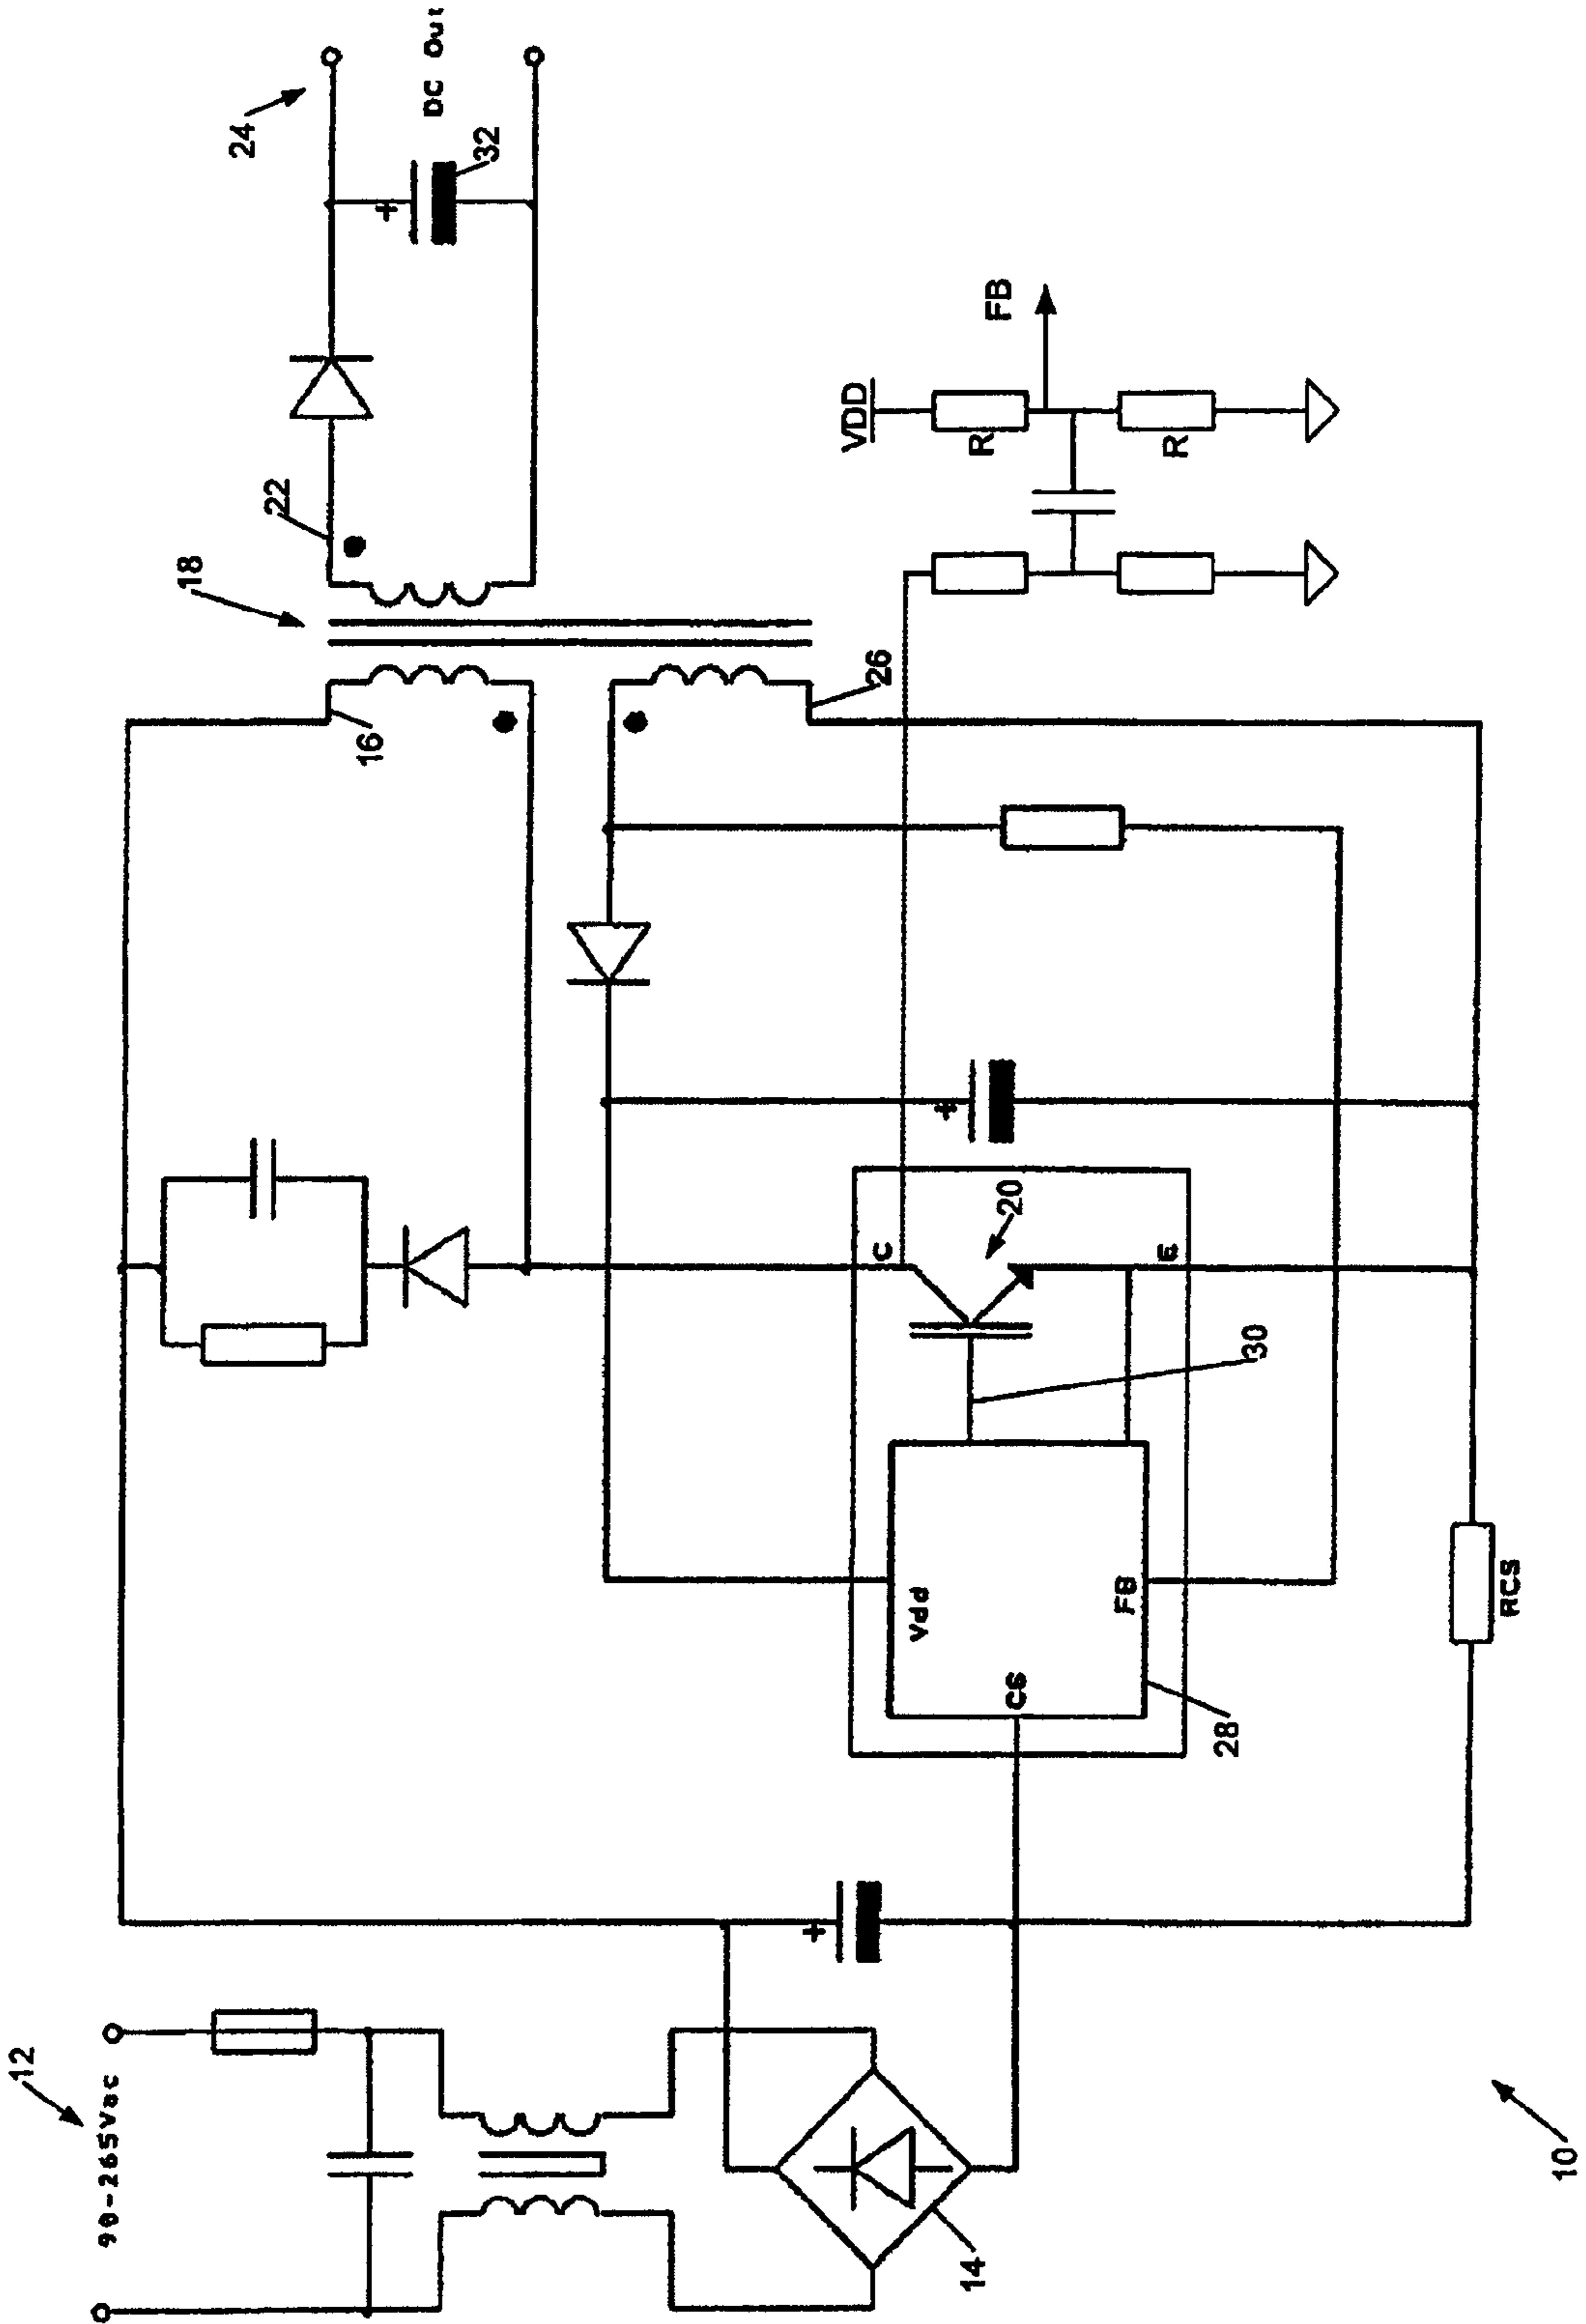 12
90-265Vac
14
10
28
CS
Vdd
FB
RCS
30
20
C
E
16
26
18
22
24
DC Out
32
VDD
FB
R
R
+
+
+